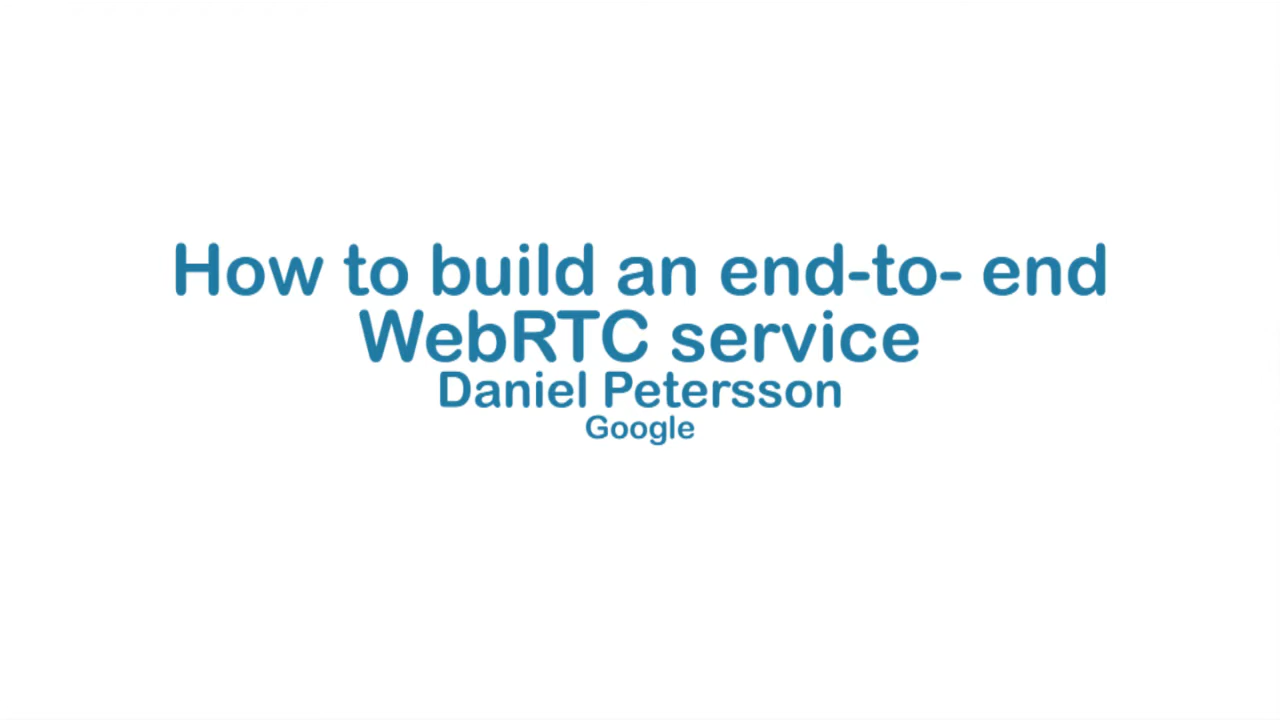 How to build an end-to- end
WebRTC service
Daniel Petersson
Google